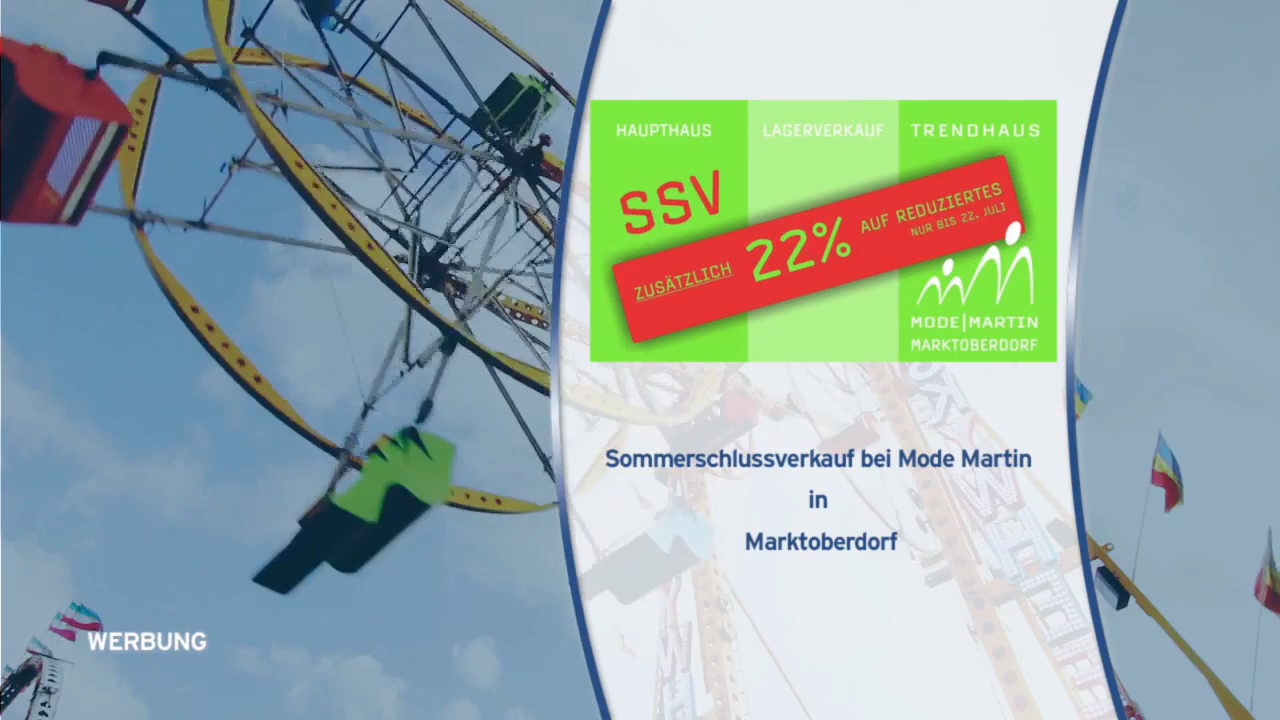 HAUPTHAUS
LAGERVERKAUF
TRENDHAUS
SSV
ZUSÄTZLICH 22% AUF REDUZIERTES
NUR BIS 22. JULI
MODE|MARTIN
MARKTOBERDORF
Sommerschlussverkauf bei Mode Martin
in
Marktoberdorf
WERBUNG